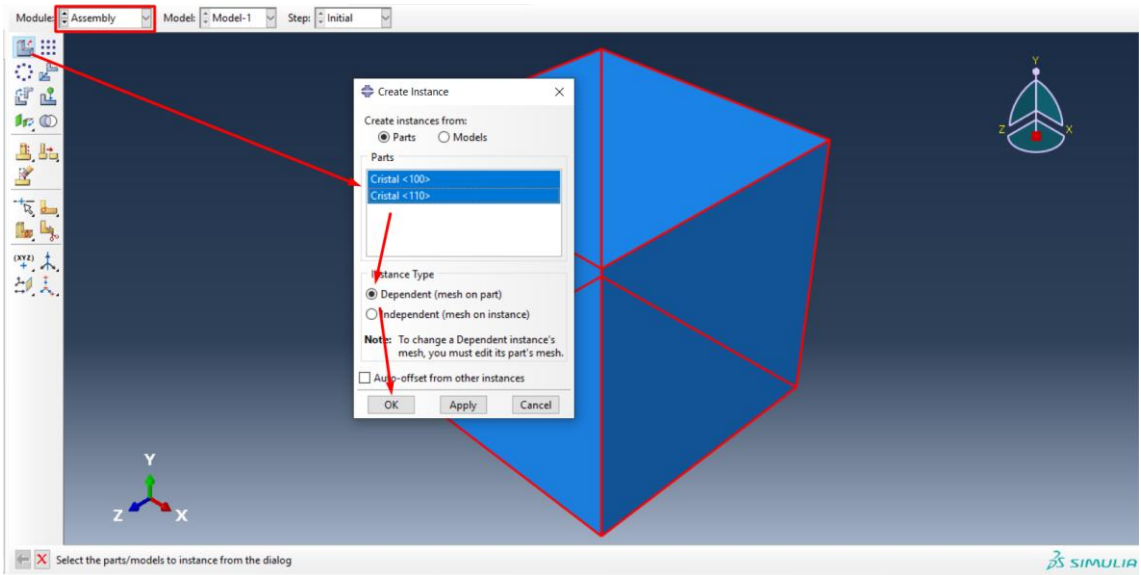 Module: Assembly Model: Model-1 Step: Initial
Create Instance
Create instances from:
Parts Models
Parts
Cristal <100>
Cristal <110>
Instance Type
Dependent (mesh on part)
Independent (mesh on instance)
Note: To change a Dependent instance's
mesh, you must edit its part's mesh.
Auto-offset from other instances
OK Apply Cancel
Y
Z X
(XYZ)
Y
Z X
Select the parts/models to instance from the dialog
SIMULIA